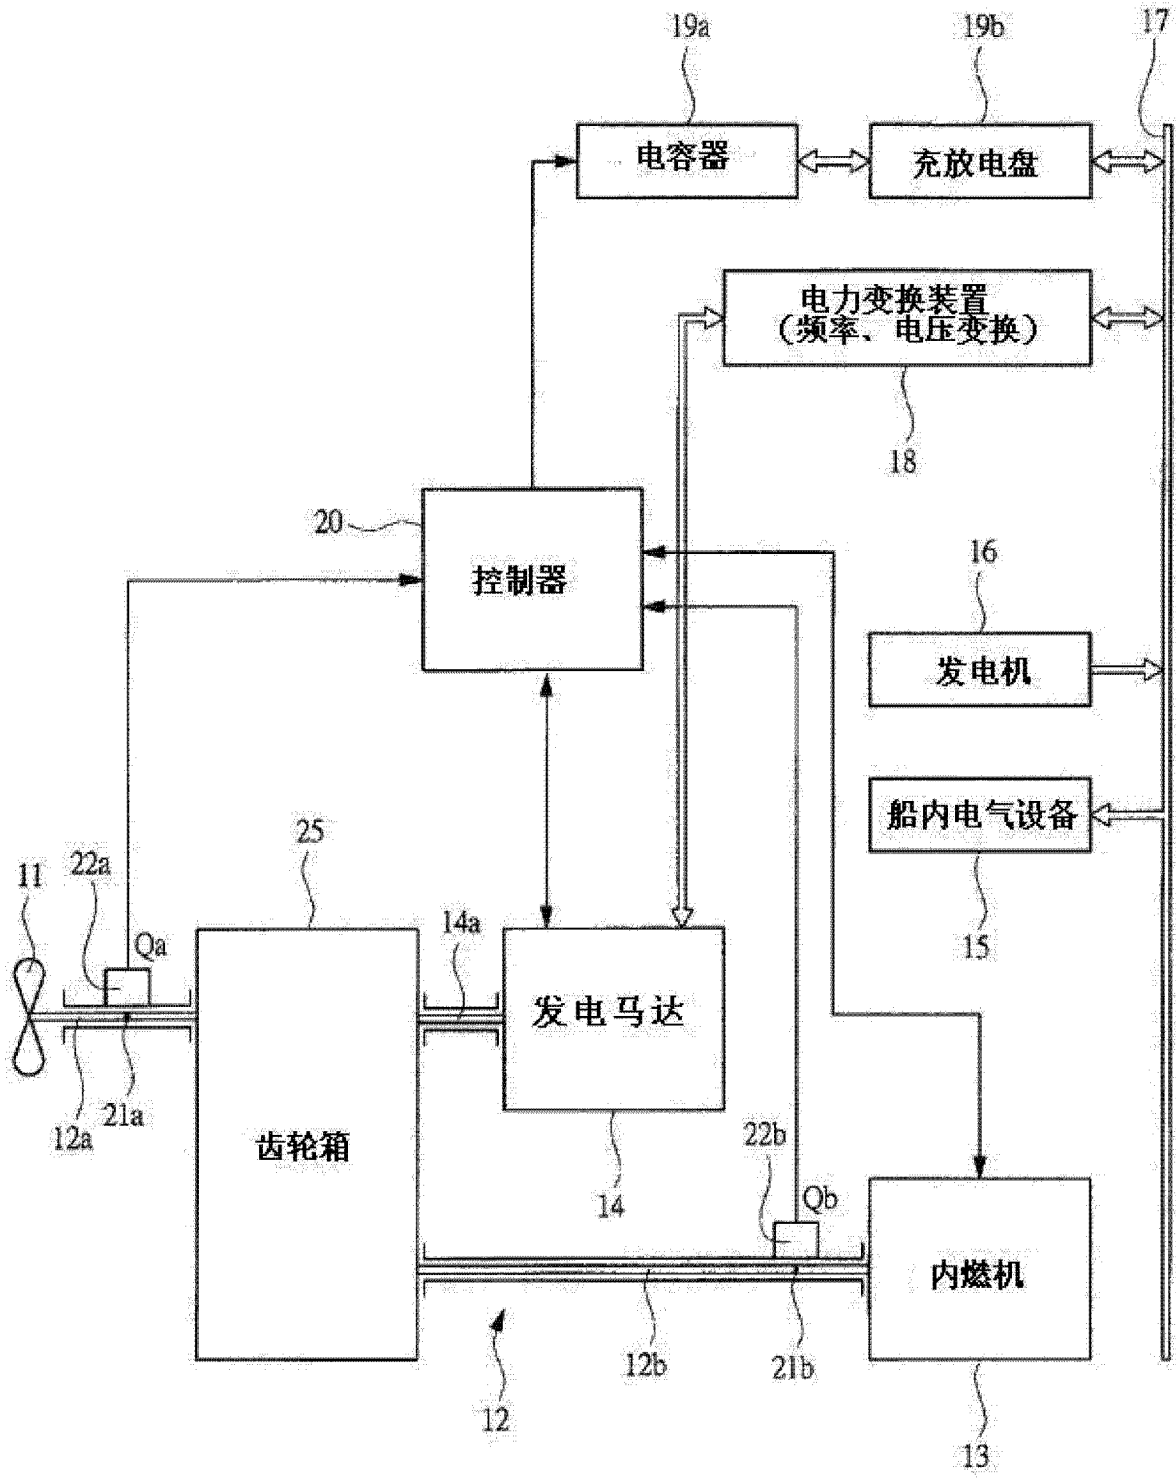 19a
19b
17
电容器
充放电盘
电力变换装置
（频率、电压变换）
18
20
控制器
16
发电机
船内电气设备
15
25
11
22a
Qa
14a
发电马达
21a
12a
齿轮箱
14
22b
Qb
内燃机
12b
21b
12
13